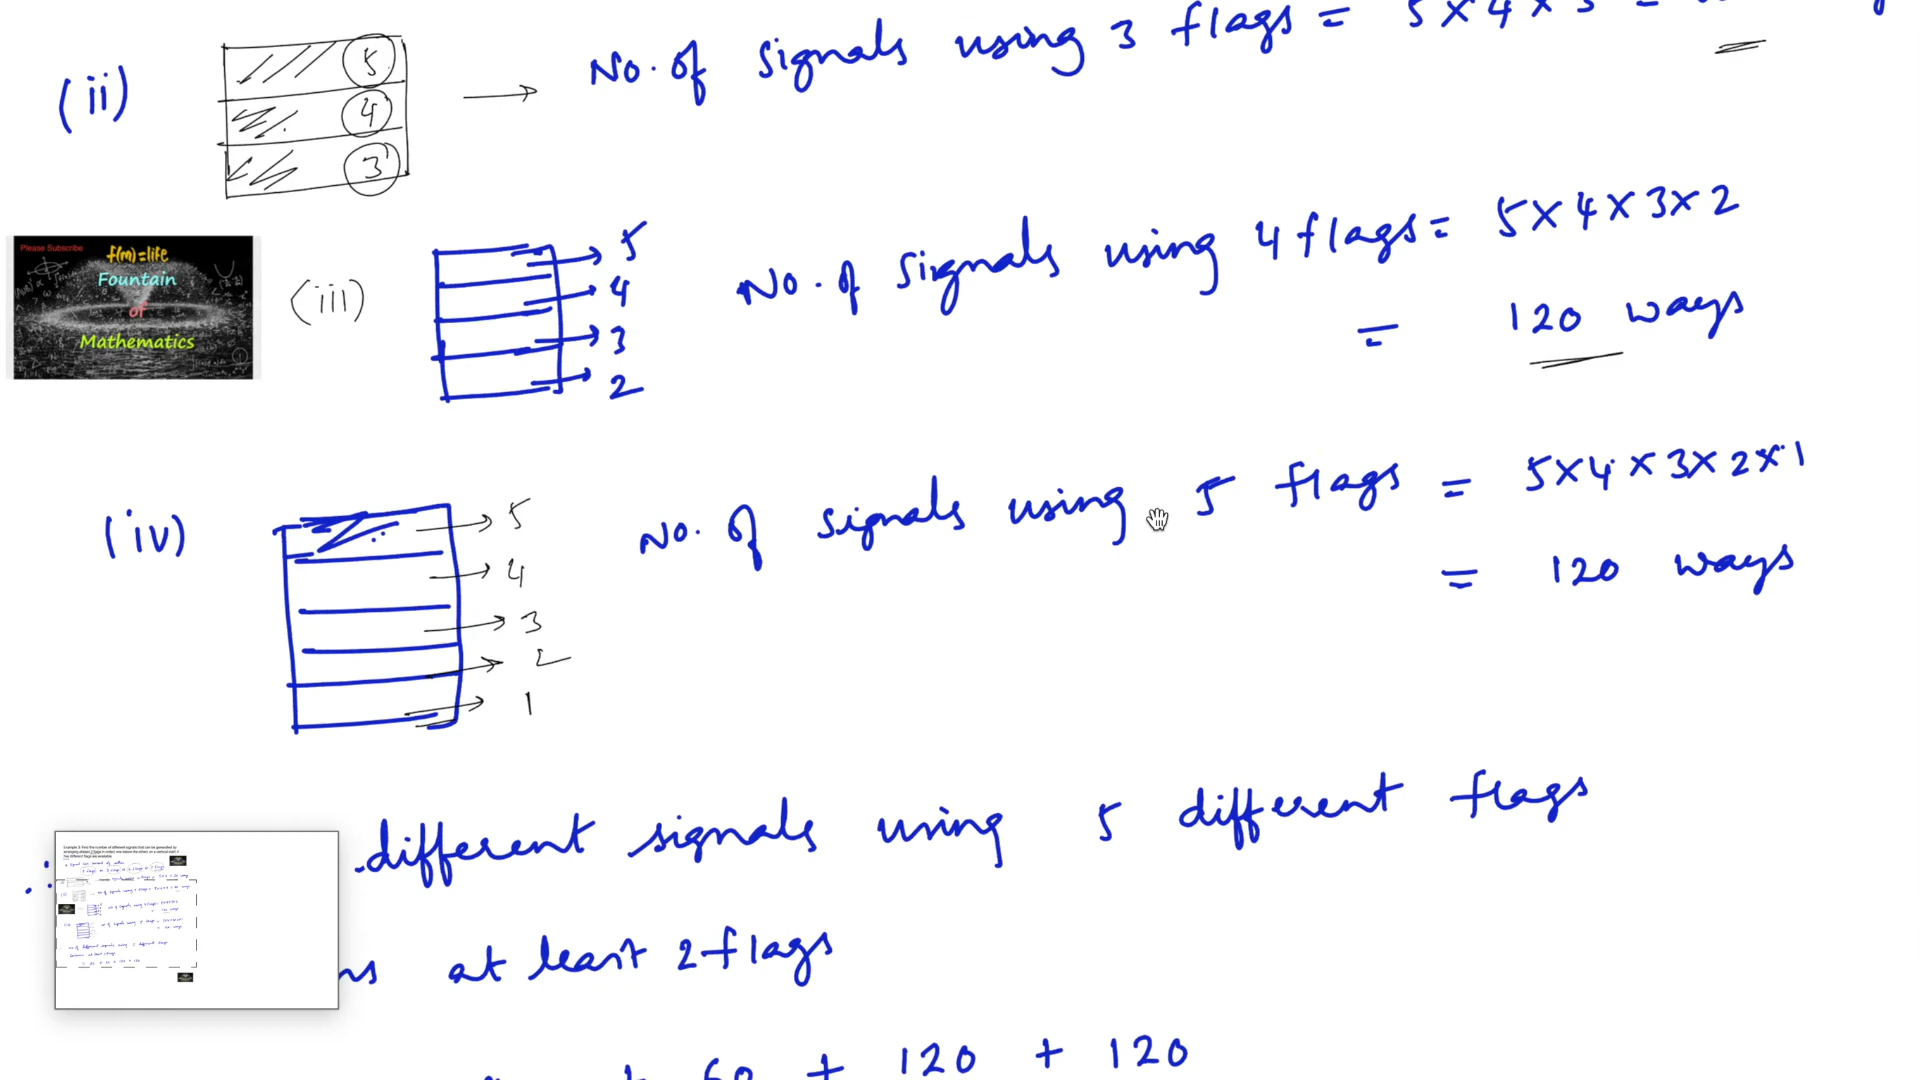 No. of signals using 3 flags = 5 x 4 x 3 =
(ii) 5
4
3
(iii) 5
4
3
2
No. of signals using 4 flags = 5 x 4 x 3 x 2
= 120 ways
Please Subscribe
f(m)=life
Fountain
of
Mathematics
(iv) 5
4
3
2
1
No. of signals using 5 flags = 5 x 4 x 3 x 2 x 1
= 120 ways
different signals using 5 different flags
at least 2 flags
+ 60 + 120 + 120